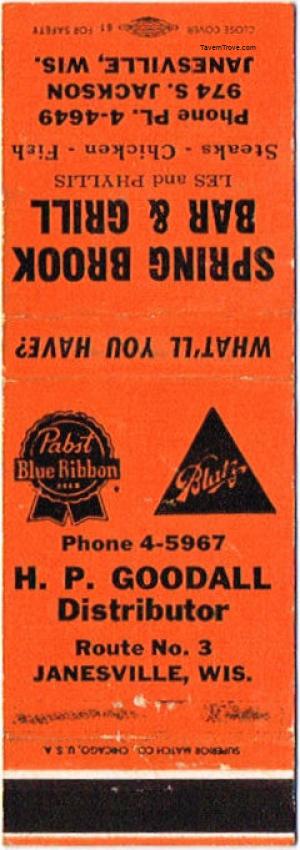 TavernTrove.com
CLOSE COVER 61 FOR SAFETY
SPRING BROOK
BAR & GRILL
LES and PHYLLIS
Steaks - Chicken - Fish
Phone PL. 4-4649
974 S. JACKSON
JANESVILLE, WIS.
WHAT'LL YOU HAVE?
Pabst
Blue Ribbon
BEER
Blatz
Phone 4-5967
H. P. GOODALL
Distributor
Route No. 3
JANESVILLE, WIS.
SUPERIOR MATCH CO., CHICAGO, U. S. A.